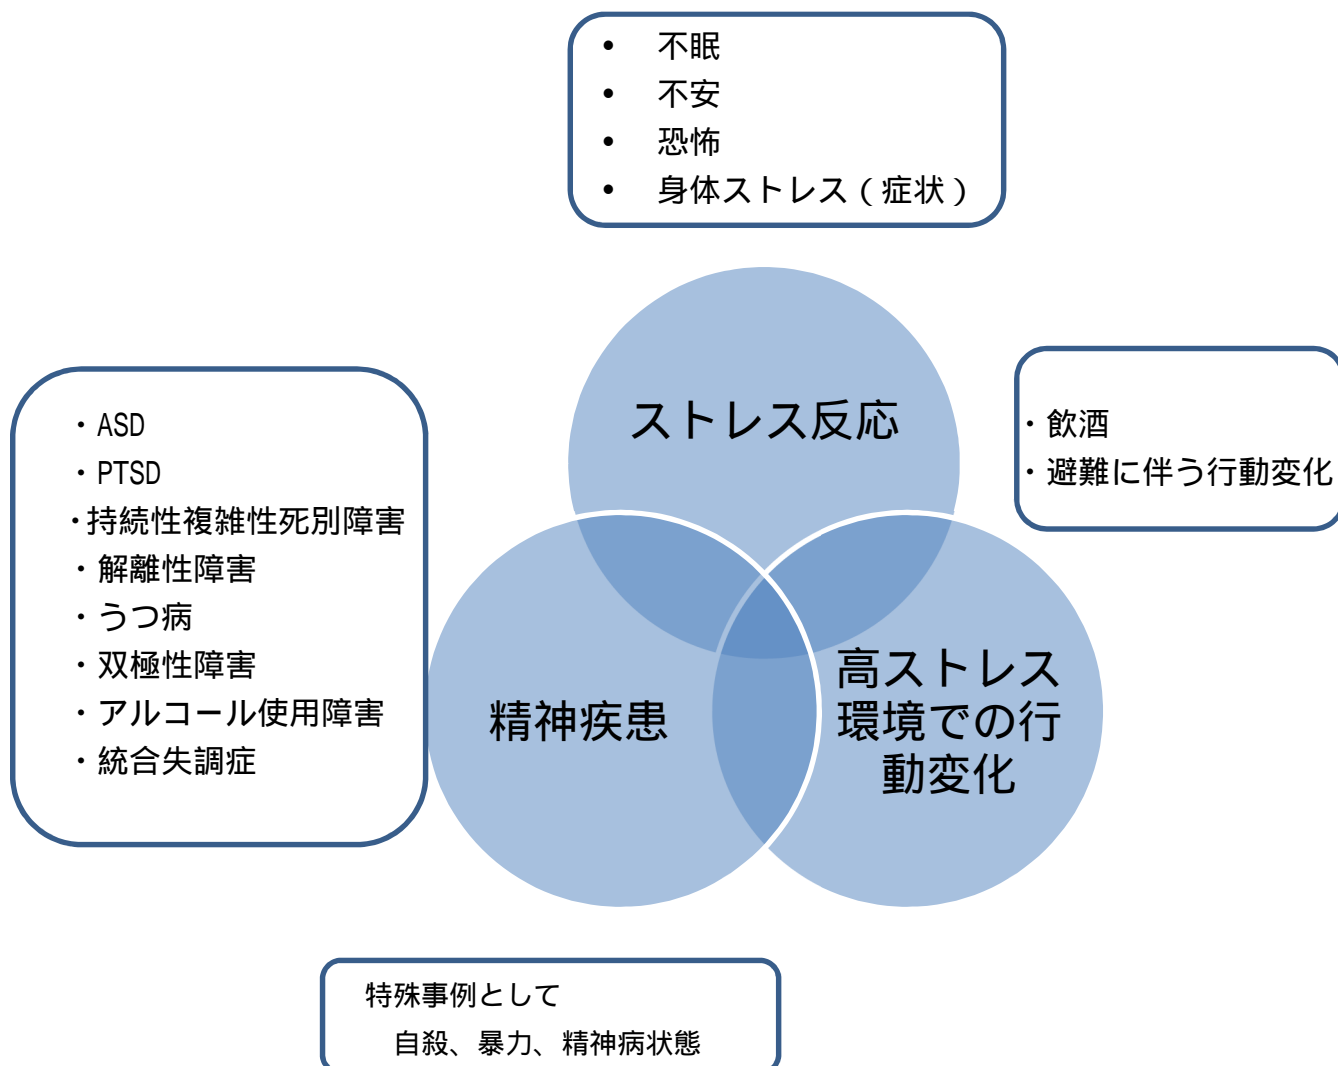 • 不眠
• 不安
• 恐怖
• 身体ストレス（症状）
ストレス反応
・飲酒
・避難に伴う行動変化
・ASD
・PTSD
・持続性複雑性死別障害
・解離性障害
・うつ病
・双極性障害
・アルコール使用障害
・統合失調症
精神疾患
高ストレス
環境での行
動変化
特殊事例として
自殺、暴力、精神病状態